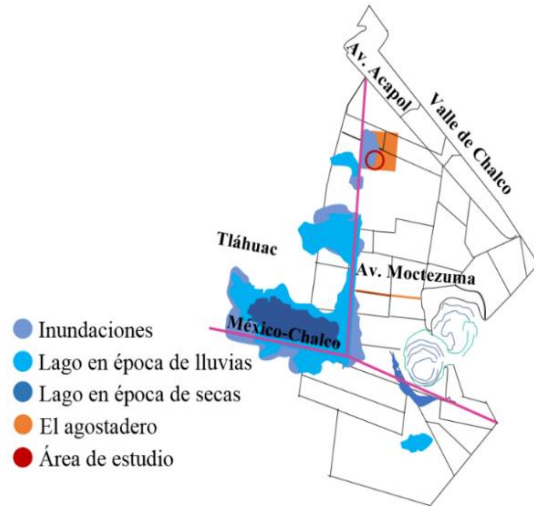 Av. Acapol
Valle de Chalco
Tláhuac
Av. Moctezuma
México-Chalco
Inundaciones
Lago en época de lluvias
Lago en época de secas
El agostadero
Área de estudio